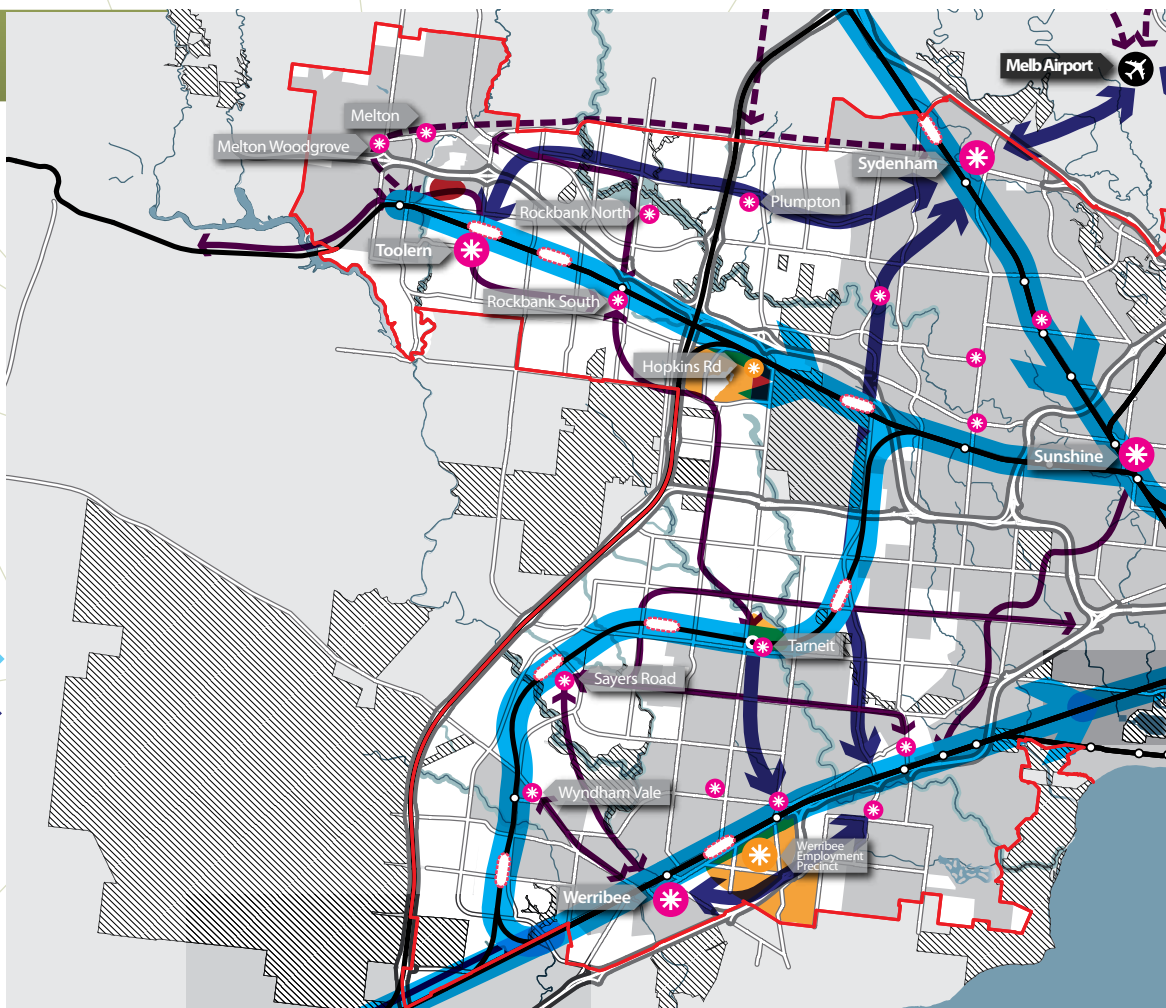 Melb Airport
Melton
Melton Woodgrove
Sydenham
Plumpton
Rockbank North
Toolern
Rockbank South
Hopkins Rd
Sunshine
Tarneit
Sayers Road
Wyndham Vale
Werribee
Employment
Precinct
Werribee